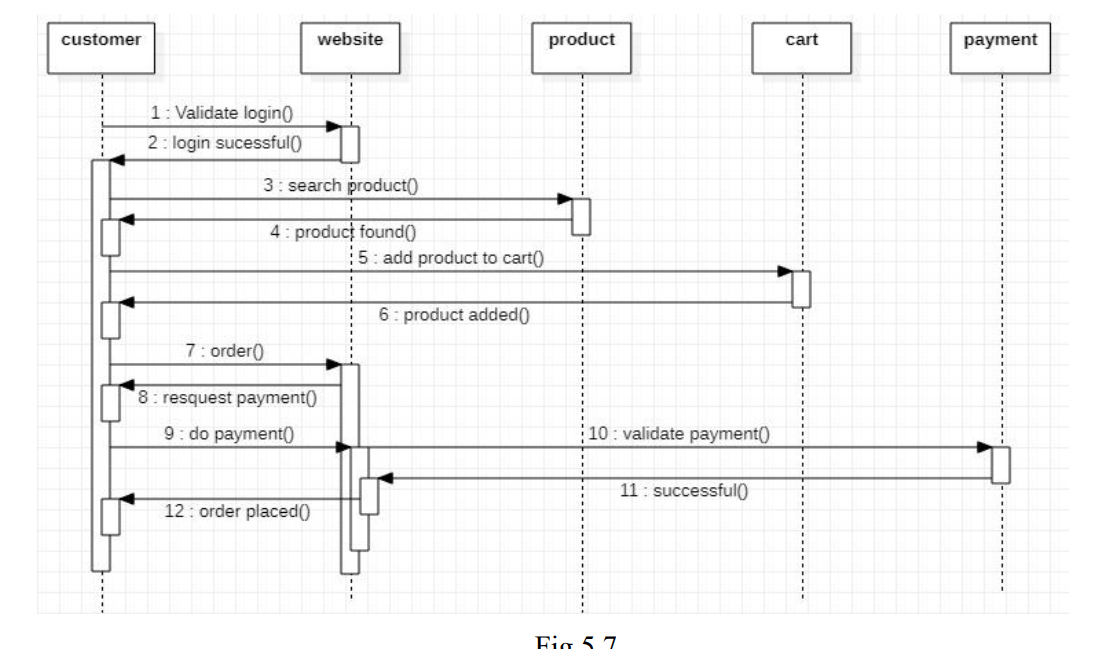 customer
website
product
cart
payment
1 : Validate login()
2 : login sucessful()
3 : search product()
4 : product found()
5 : add product to cart()
6 : product added()
7 : order()
8 : resquest payment()
9 : do payment()
10 : validate payment()
11 : successful()
12 : order placed()
Fig 5.7